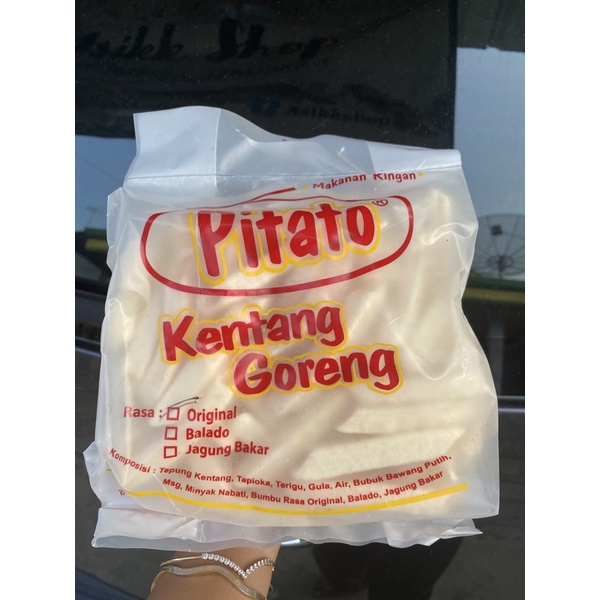 Makanan Ringan
Pitato®
Kentang
Goreng
Rasa : Original
Balado
Jagung Bakar
Komposisi : Tepung Kentang, Tapioka, Terigu, Gula, Air, Bubuk Bawang Putih,
Msg, Minyak Nabati, Bumbu Rasa Original, Balado, Jagung Bakar